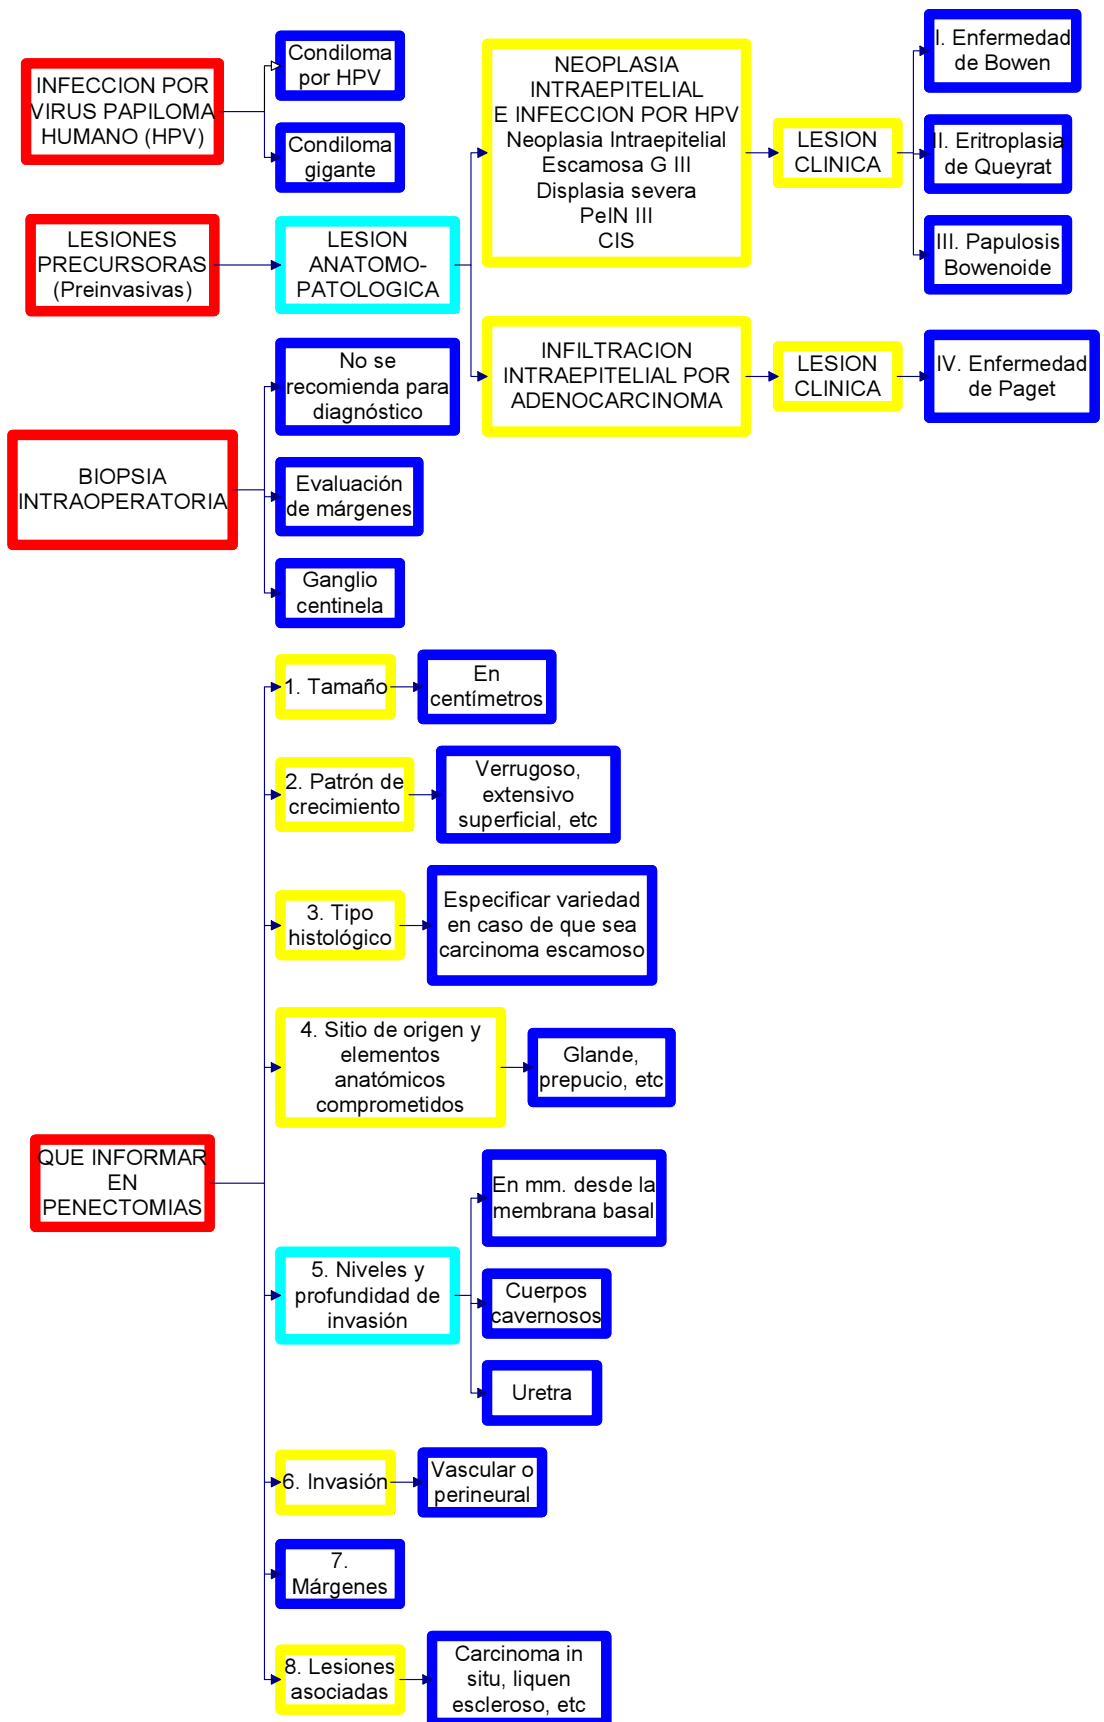 INFECCION POR
VIRUS PAPILOMA
HUMANO (HPV)
Condiloma
por HPV
Condiloma
gigante
LESIONES
PRECURSORAS
(Preinvasivas)
LESION
ANATOMO-
PATOLOGICA
NEOPLASIA
INTRAEPITELIAL
E INFECCION POR HPV
Neoplasia Intraepitelial
Escamosa G III
Displasia severa
PeIN III
CIS
LESION
CLINICA
I. Enfermedad
de Bowen
II. Eritroplasia
de Queyrat
III. Papulosis
Bowenoide
INFILTRACION
INTRAEPITELIAL POR
ADENOCARCINOMA
LESION
CLINICA
IV. Enfermedad
de Paget
BIOPSIA
INTRAOPERATORIA
No se
recomienda para
diagnóstico
Evaluación
de márgenes
Ganglio
centinela
QUE INFORMAR
EN
PENECTOMIAS
1. Tamaño
En
centímetros
2. Patrón de
crecimiento
Verrugoso,
extensivo
superficial, etc
3. Tipo
histológico
Especificar variedad
en caso de que sea
carcinoma escamoso
4. Sitio de origen y
elementos
anatómicos
comprometidos
Glande,
prepucio, etc
5. Niveles y
profundidad de
invasión
En mm. desde la
membrana basal
Cuerpos
cavernosos
Uretra
6. Invasión
Vascular o
perineural
7.
Márgenes
8. Lesiones
asociadas
Carcinoma in
situ, liquen
escleroso, etc